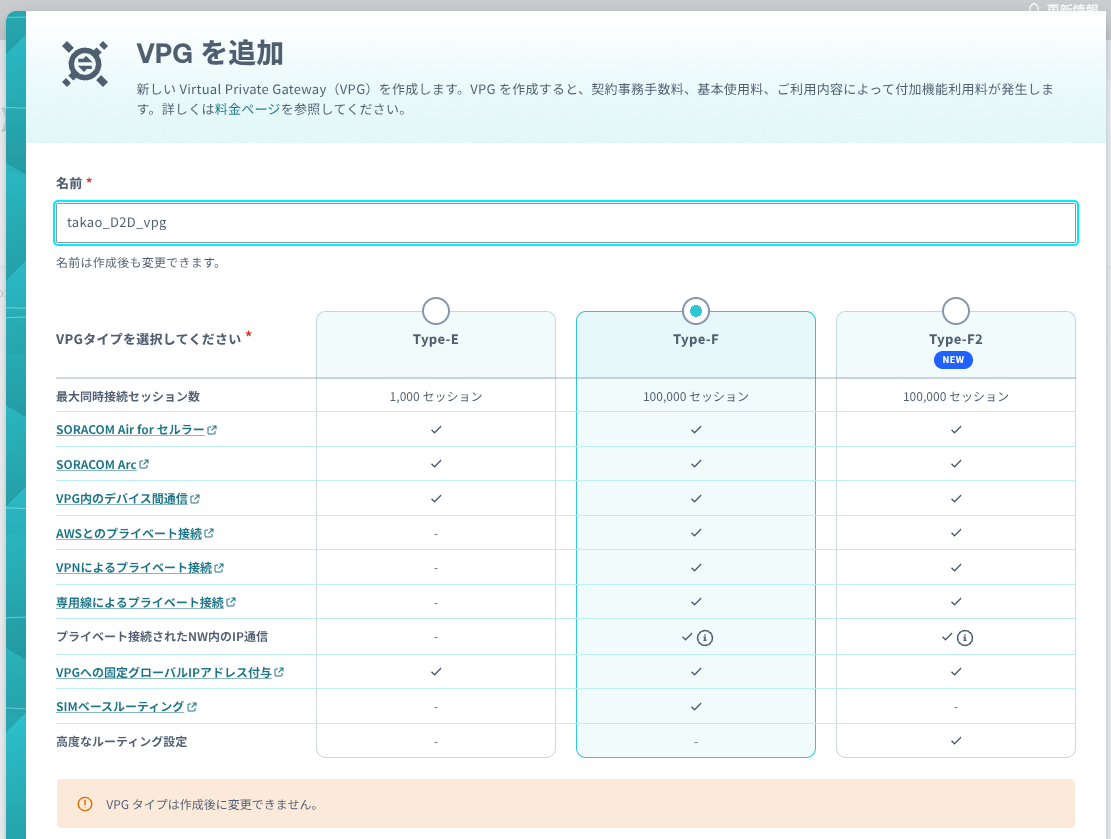 更新情報
VPG を追加
新しい Virtual Private Gateway（VPG）を作成します。VPG を作成すると、契約事務手数料、基本使用料、ご利用内容によって付加機能利用料が発生しま
す。詳しくは料金ページを参照してください。
名前 *
takao_D2D_vpg
名前は作成後も変更できます。
VPGタイプを選択してください * Type-E Type-F Type-F2
NEW
最大同時接続セッション数 1,000 セッション 100,000 セッション 100,000 セッション
SORACOM Air for セルラー ✓ ✓ ✓
SORACOM Arc ✓ ✓ ✓
VPG内のデバイス間通信 ✓ ✓ ✓
AWSとのプライベート接続 - ✓ ✓
VPNによるプライベート接続 - ✓ ✓
専用線によるプライベート接続 - ✓ ✓
プライベート接続されたNW内のIP通信 - ✓ ✓
VPGへの固定グローバルIPアドレス付与 ✓ ✓ ✓
SIMベースルーティング - ✓ -
高度なルーティング設定 - - ✓
VPG タイプは作成後に変更できません。